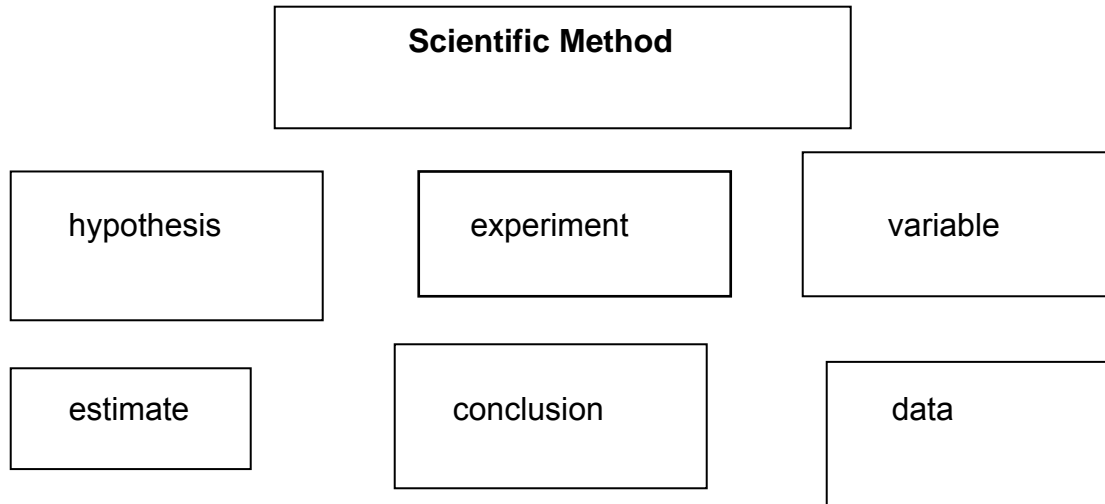 Scientific Method
hypothesis
experiment
variable
estimate
conclusion
data